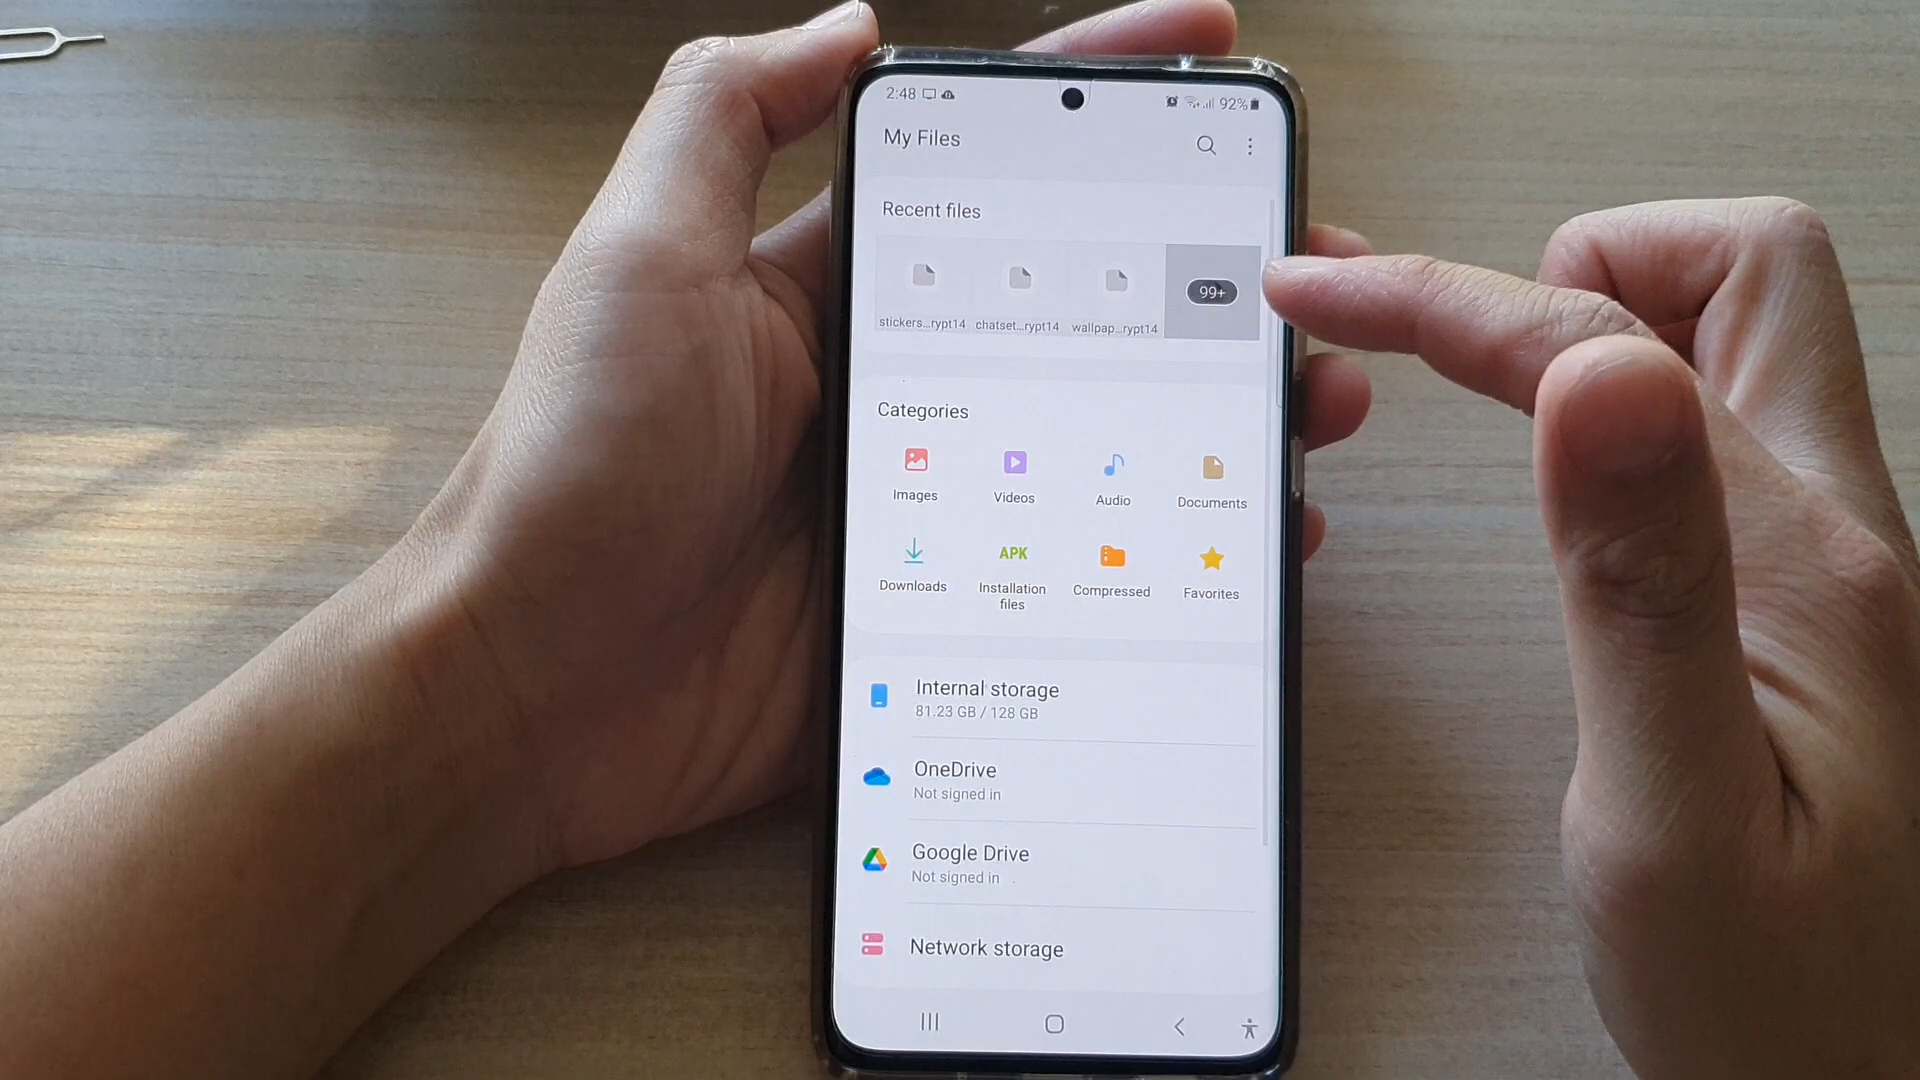 2:48 92%
My Files
Recent files
99+
stickers...rypt14 chatset...rypt14 wallpap...rypt14
Categories
Images Videos Audio Documents
APK
Downloads Installation files Compressed Favorites
Internal storage
81.23 GB / 128 GB
OneDrive
Not signed in
Google Drive
Not signed in
Network storage